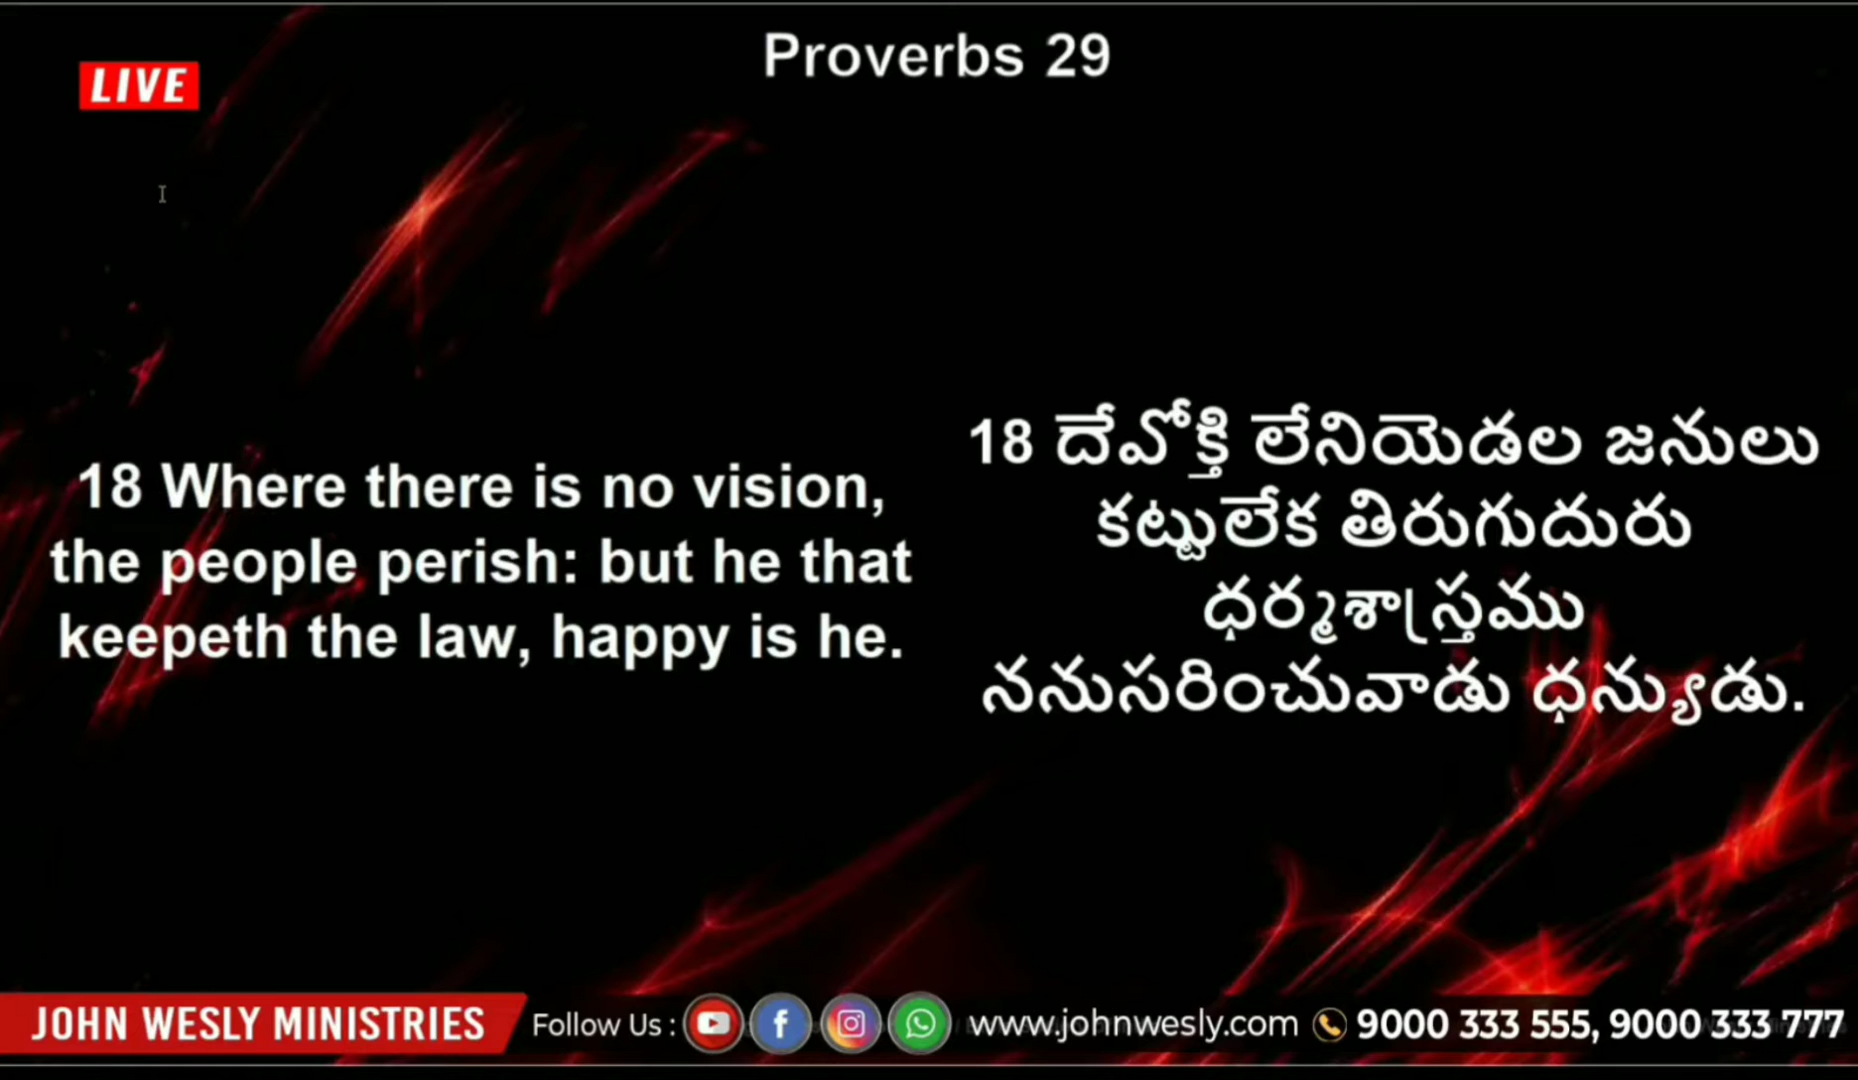 Proverbs 29
LIVE
18 Where there is no vision,
the people perish: but he that
keepeth the law, happy is he.
18 దేవోక్తి లేనియెడల జనులు
కట్టులేక తిరుగుదురు
ధర్మశాస్త్రము
ననుసరించువాడు ధన్యుడు.
JOHN WESLY MINISTRIES Follow Us : www.johnwesly.com 9000 333 555, 9000 333 777